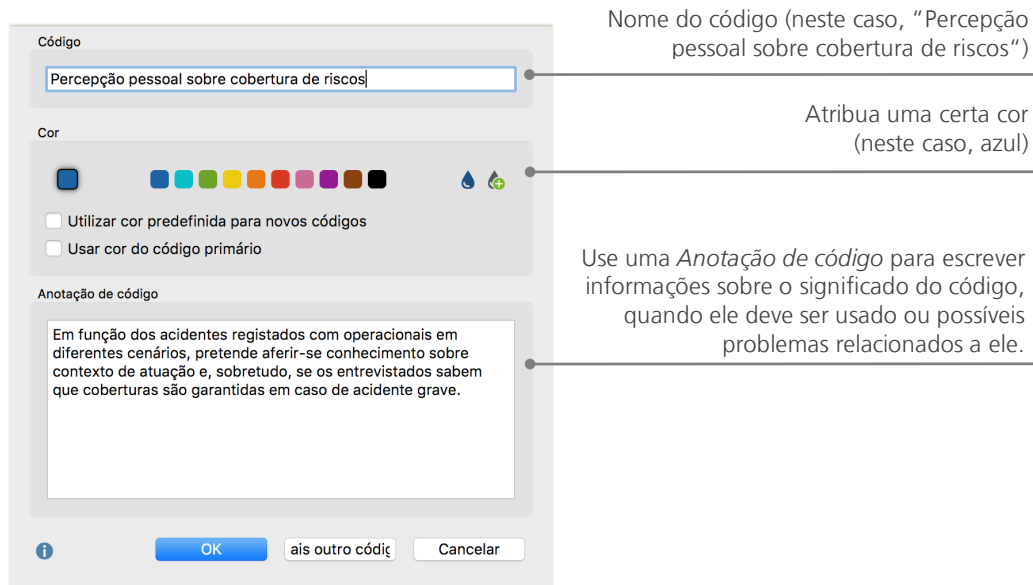 Código
Percepção pessoal sobre cobertura de riscos
Cor
Utilizar cor predefinida para novos códigos
Usar cor do código primário
Anotação de código
Em função dos acidentes registados com operacionais em
diferentes cenários, pretende aferir-se conhecimento sobre
contexto de atuação e, sobretudo, se os entrevistados sabem
que coberturas são garantidas em caso de acidente grave.
OK
ais outro códig
Cancelar
Nome do código (neste caso, “Percepção
pessoal sobre cobertura de riscos“)
Atribua uma certa cor
(neste caso, azul)
Use uma Anotação de código para escrever
informações sobre o significado do código,
quando ele deve ser usado ou possíveis
problemas relacionados a ele.